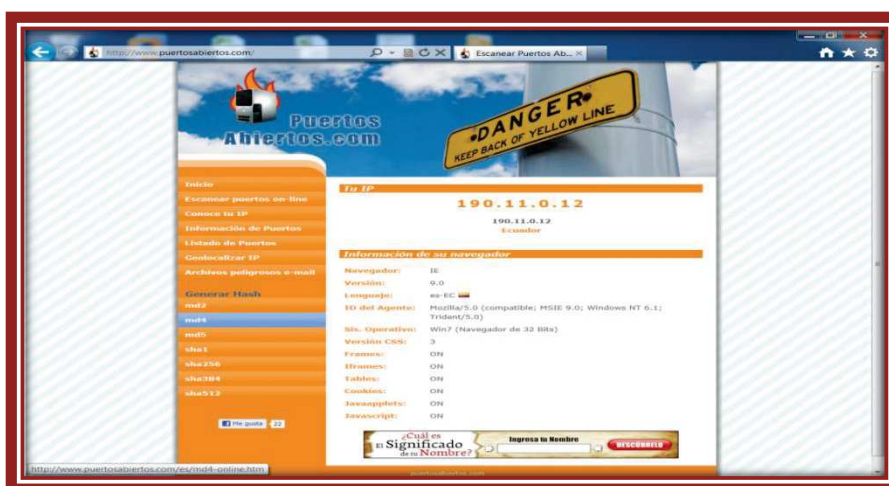 http://www.puertosabiertos.com/
Escanear Puertos Ab...
Puertos
Abiertos.com
DANGER
KEEP BACK OF YELLOW LINE
Inicio
Escanear puertos on-line
Conoce tu IP
Información de Puertos
Listado de Puertos
Geolocalizar IP
Archivos peligrosos e-mail
Generar Hash
md2
md4
md5
sha1
sha256
sha384
sha512
Me gusta 22
Tu IP
190.11.0.12
190.11.0.12
Ecuador
Información de su navegador
Navegador: IE
Versión: 9.0
Lenguaje: es-EC
ID del Agente: Mozilla/5.0 (compatible; MSIE 9.0; Windows NT 6.1;
Trident/5.0)
Sis. Operativo: Win7 (Navegador de 32 Bits)
Versión CSS: 3
Frames: ON
Iframes: ON
Tables: ON
Cookies: ON
Javaapplets: ON
Javascript: ON
¿Cuál es
El Significado
de tu Nombre?
Ingresa tu Nombre
DESCÚBRELO
puertosabiertos.com
http://www.puertosabiertos.com/es/md4-online.htm